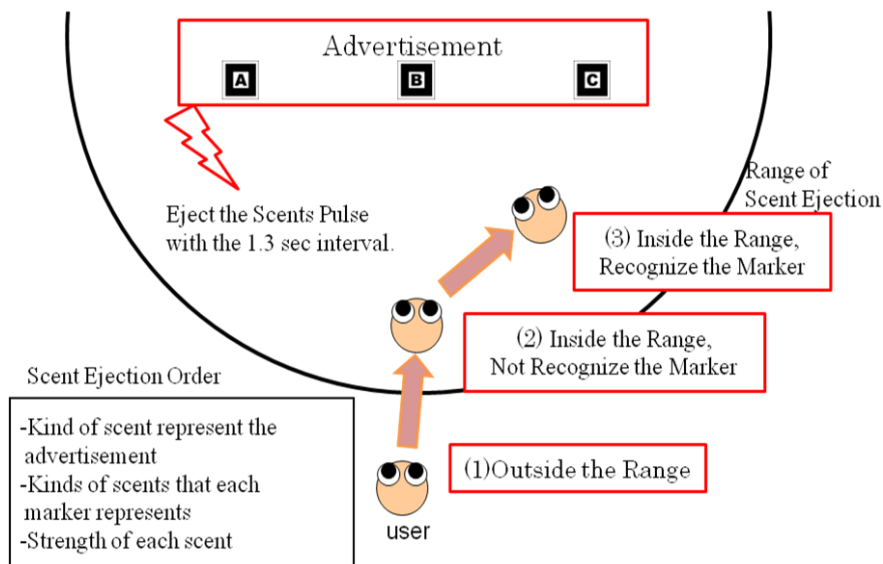 Advertisement
A B C
Range of
Scent Ejection
Eject the Scents Pulse
with the 1.3 sec interval.
(3) Inside the Range,
Recognize the Marker
(2) Inside the Range,
Not Recognize the Marker
Scent Ejection Order
-Kind of scent represent the
advertisement
-Kinds of scents that each
marker represents
-Strength of each scent
(1)Outside the Range
user